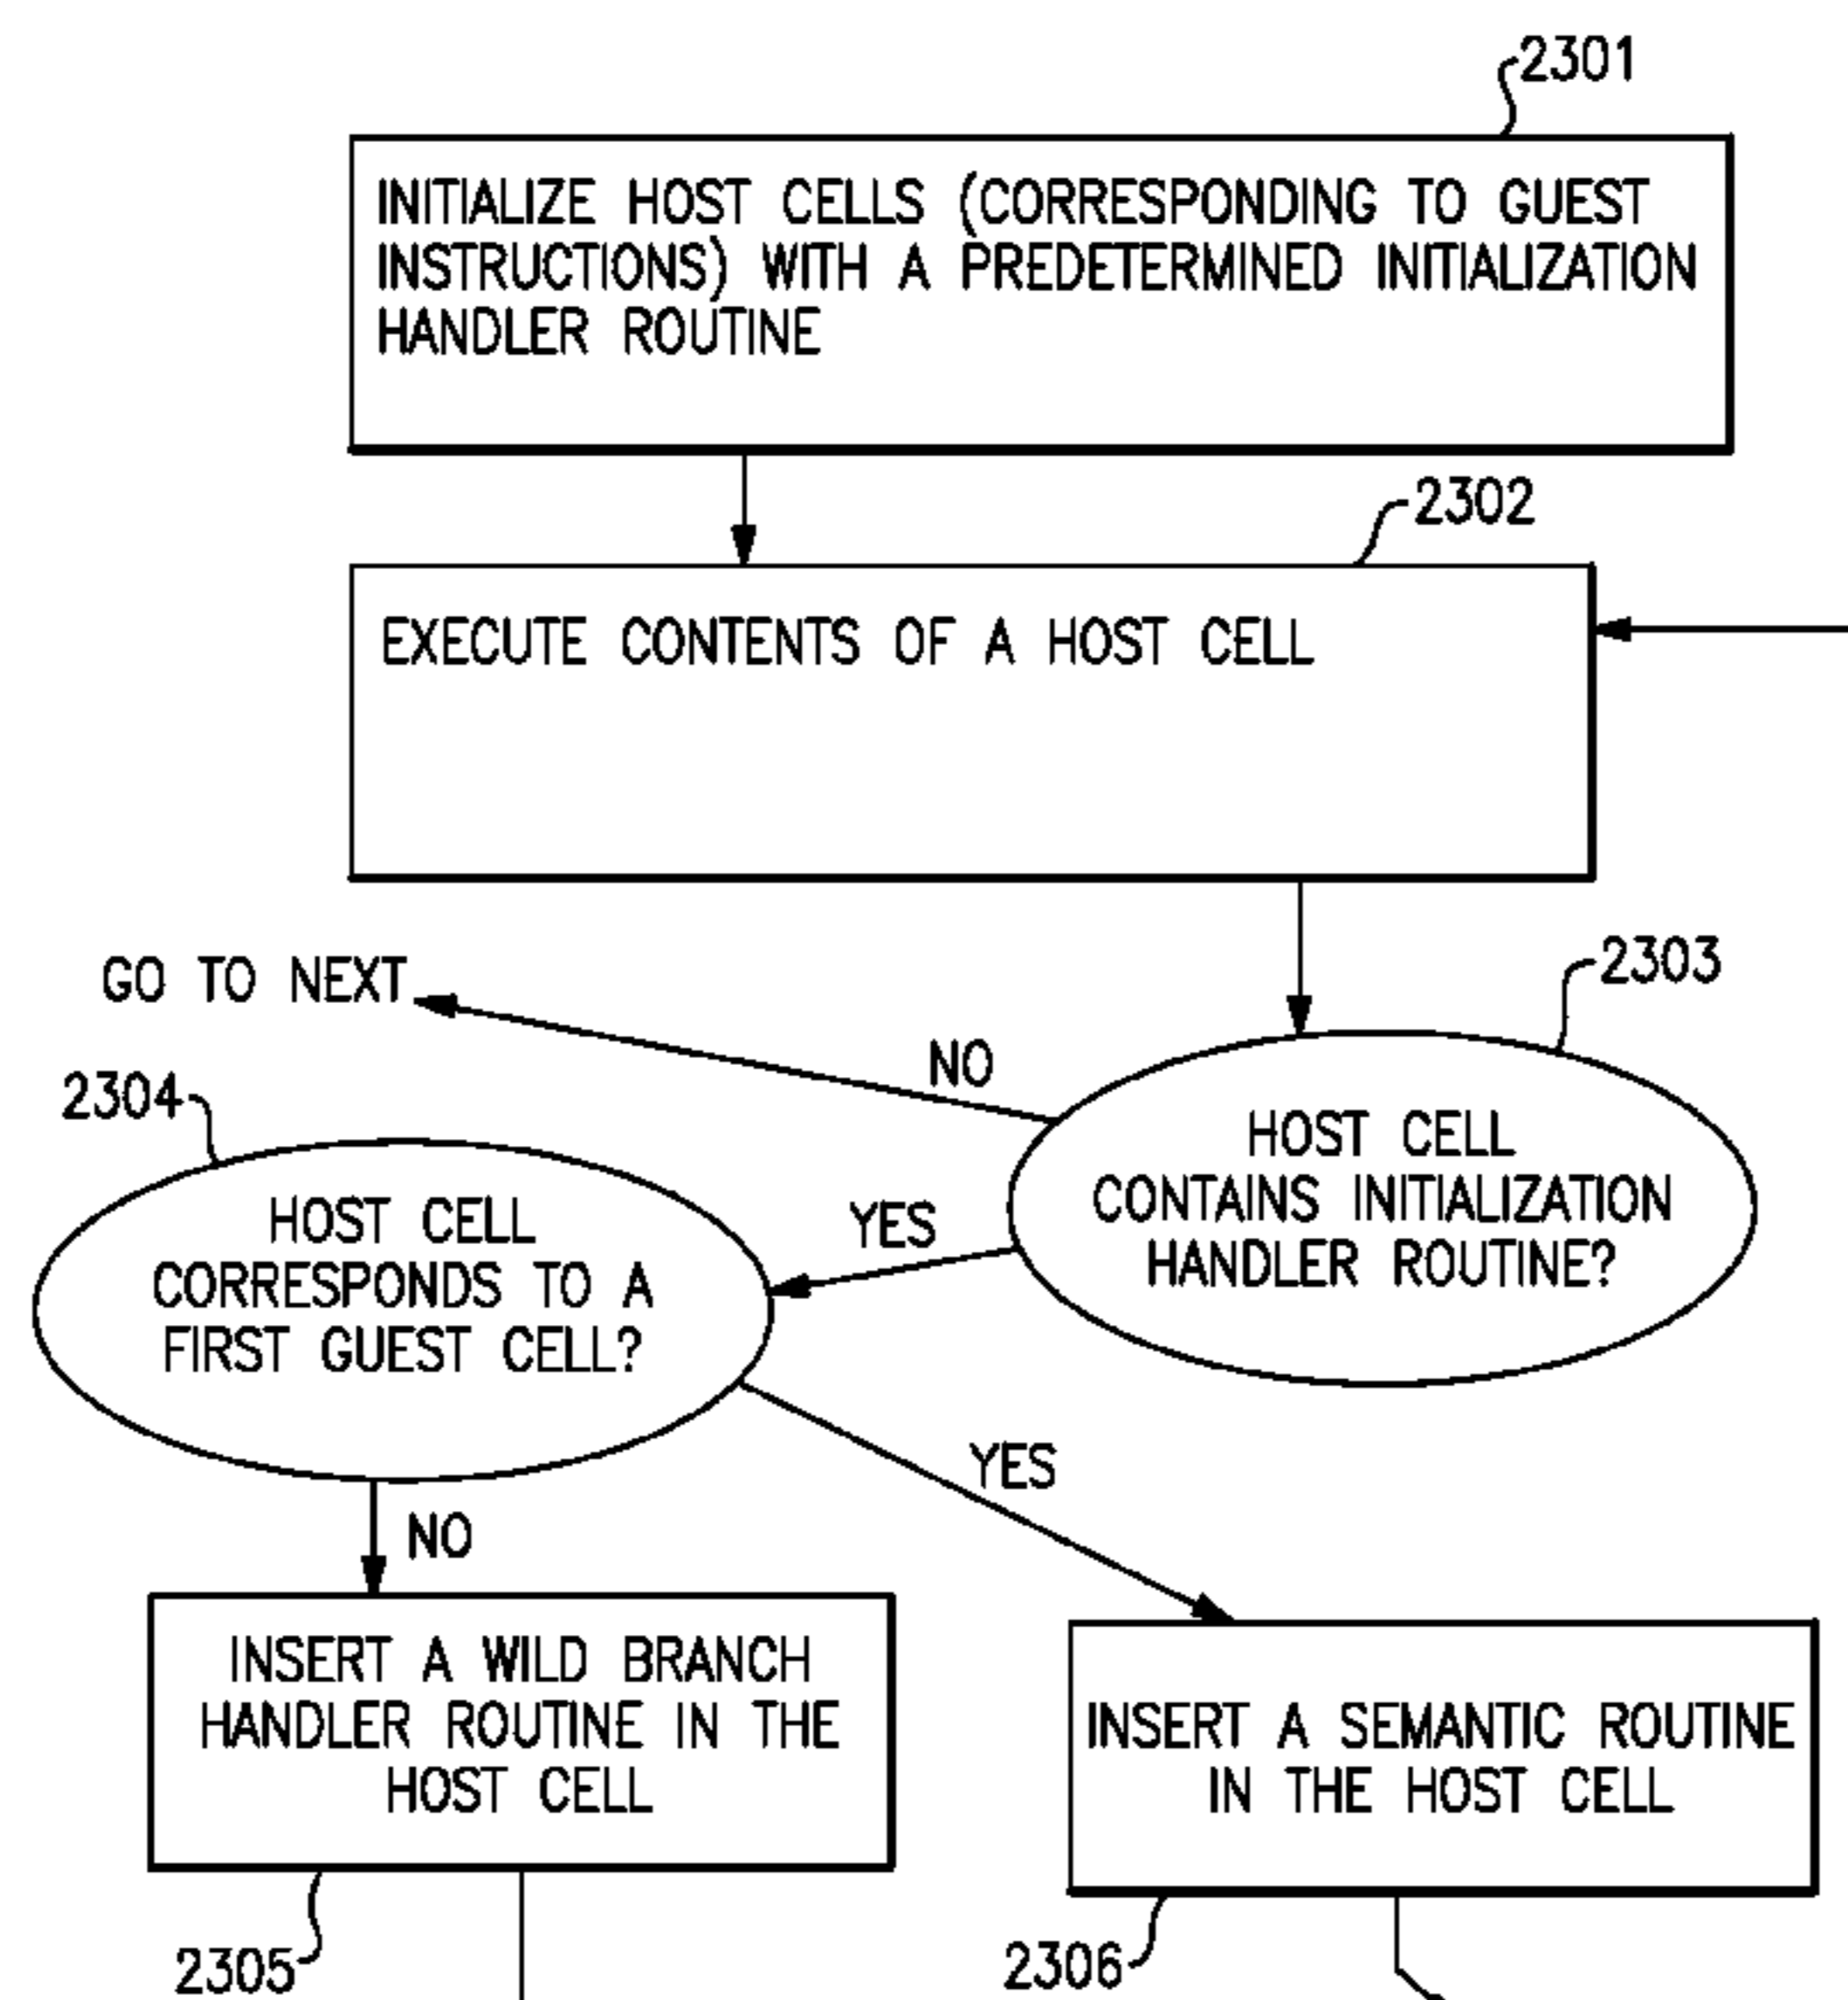 2301
INITIALIZE HOST CELLS (CORRESPONDING TO GUEST
INSTRUCTIONS) WITH A PREDETERMINED INITIALIZATION
HANDLER ROUTINE
2302
EXECUTE CONTENTS OF A HOST CELL
GO TO NEXT
2303
NO
2304
HOST CELL
CONTAINS INITIALIZATION
HANDLER ROUTINE?
YES
HOST CELL
CORRESPONDS TO A
FIRST GUEST CELL?
YES
NO
INSERT A WILD BRANCH
HANDLER ROUTINE IN THE
HOST CELL
INSERT A SEMANTIC ROUTINE
IN THE HOST CELL
2305
2306